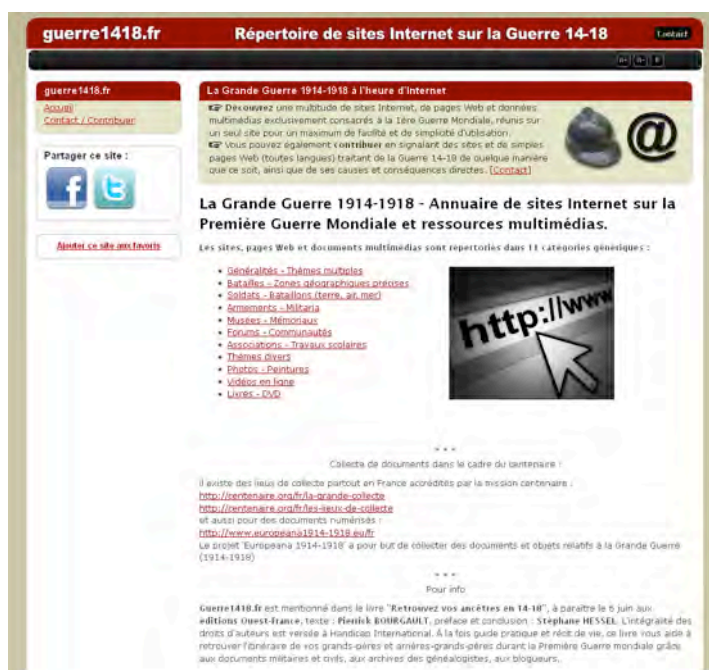 guerre1418.fr
Répertoire de sites Internet sur la Guerre 14-18
Contact
guerre1418.fr
Accueil
Contact / Contribuer
Partager ce site :
Ajouter ce site aux favoris
La Grande Guerre 1914-1918 à l'heure d'Internet
Découvrez une multitude de sites Internet, de pages Web et données
multimédias exclusivement consacrés à la 1ère Guerre Mondiale, réunis sur
un seul site pour un maximum de facilité et de simplicité d'utilisation.
Vous pouvez également contribuer en signalant des sites et de simples
pages Web (toutes langues) traitant de la Guerre 14-18 de quelque manière
que ce soit, ainsi que de ses causes et conséquences directes. [Contact]
@
La Grande Guerre 1914-1918 - Annuaire de sites Internet sur la
Première Guerre Mondiale et ressources multimédias.
Les sites, pages Web et documents multimédias sont répertoriés dans 11 catégories génériques :
• Généralités - Thèmes multiples
• Batailles - Zones géographiques précises
• Soldats - Bataillons (terre, air, mer)
• Armements - Militaria
• Musées - Mémoriaux
• Forums - Communautés
• Associations - Travaux scolaires
• Thèmes divers
• Photos - Peintures
• Vidéos en ligne
• Livres - DVD
http://www
* * *
Collecte de documents dans le cadre du centenaire :
Il existe des lieux de collecte partout en France accrédités par la mission centenaire :
http://centenaire.org/fr/la-grande-collecte
http://centenaire.org/fr/les-lieux-de-collecte
et aussi pour des documents numérisés :
http://www.europeana1914-1918.eu/fr
Le projet 'Europeana 1914-1918' a pour but de collecter des documents et objets relatifs à la Grande Guerre
(1914-1918)
* * *
Pour info
Guerre1418.fr est mentionné dans le livre "Retrouvez vos ancêtres en 14-18", à paraître le 6 juin aux
éditions Ouest-France, texte : Pierrick BOURGAULT, préface et conclusion : Stéphane HESSEL. L'intégralité des
droits d'auteurs est versée à Handicap International. À la fois guide pratique et récit de vie, ce livre vous aide à
retrouver l'itinéraire de vos grands-pères et arrières-grands-pères durant la Première Guerre mondiale grâce
aux documents militaires et civils, aux archives des généalogistes, aux blogueurs.